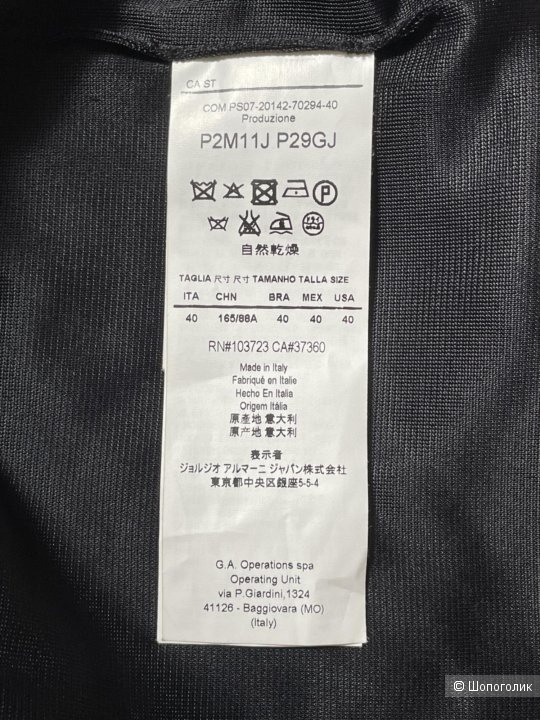 CA ST
COM PS07-20142-70294-40
Produzione
P2M11J P29GJ
自然乾燥
TAGLIA 尺寸 尺寸 TAMANHO TALLA SIZE
ITA CHN BRA MEX USA
40 165/88A 40 40 40
RN#103723 CA#37360
Made in Italy
Fabriqué en Italie
Hecho En Italia
Origem Itália
原產地 意大利
原产地 意大利
表示者
ジョルジオ アルマーニ ジャパン株式会社
東京都中央区銀座5-5-4
G.A. Operations spa
Operating Unit
via P.Giardini,1324
41126 - Baggiovara (MO)
(Italy)
© Шопоголик